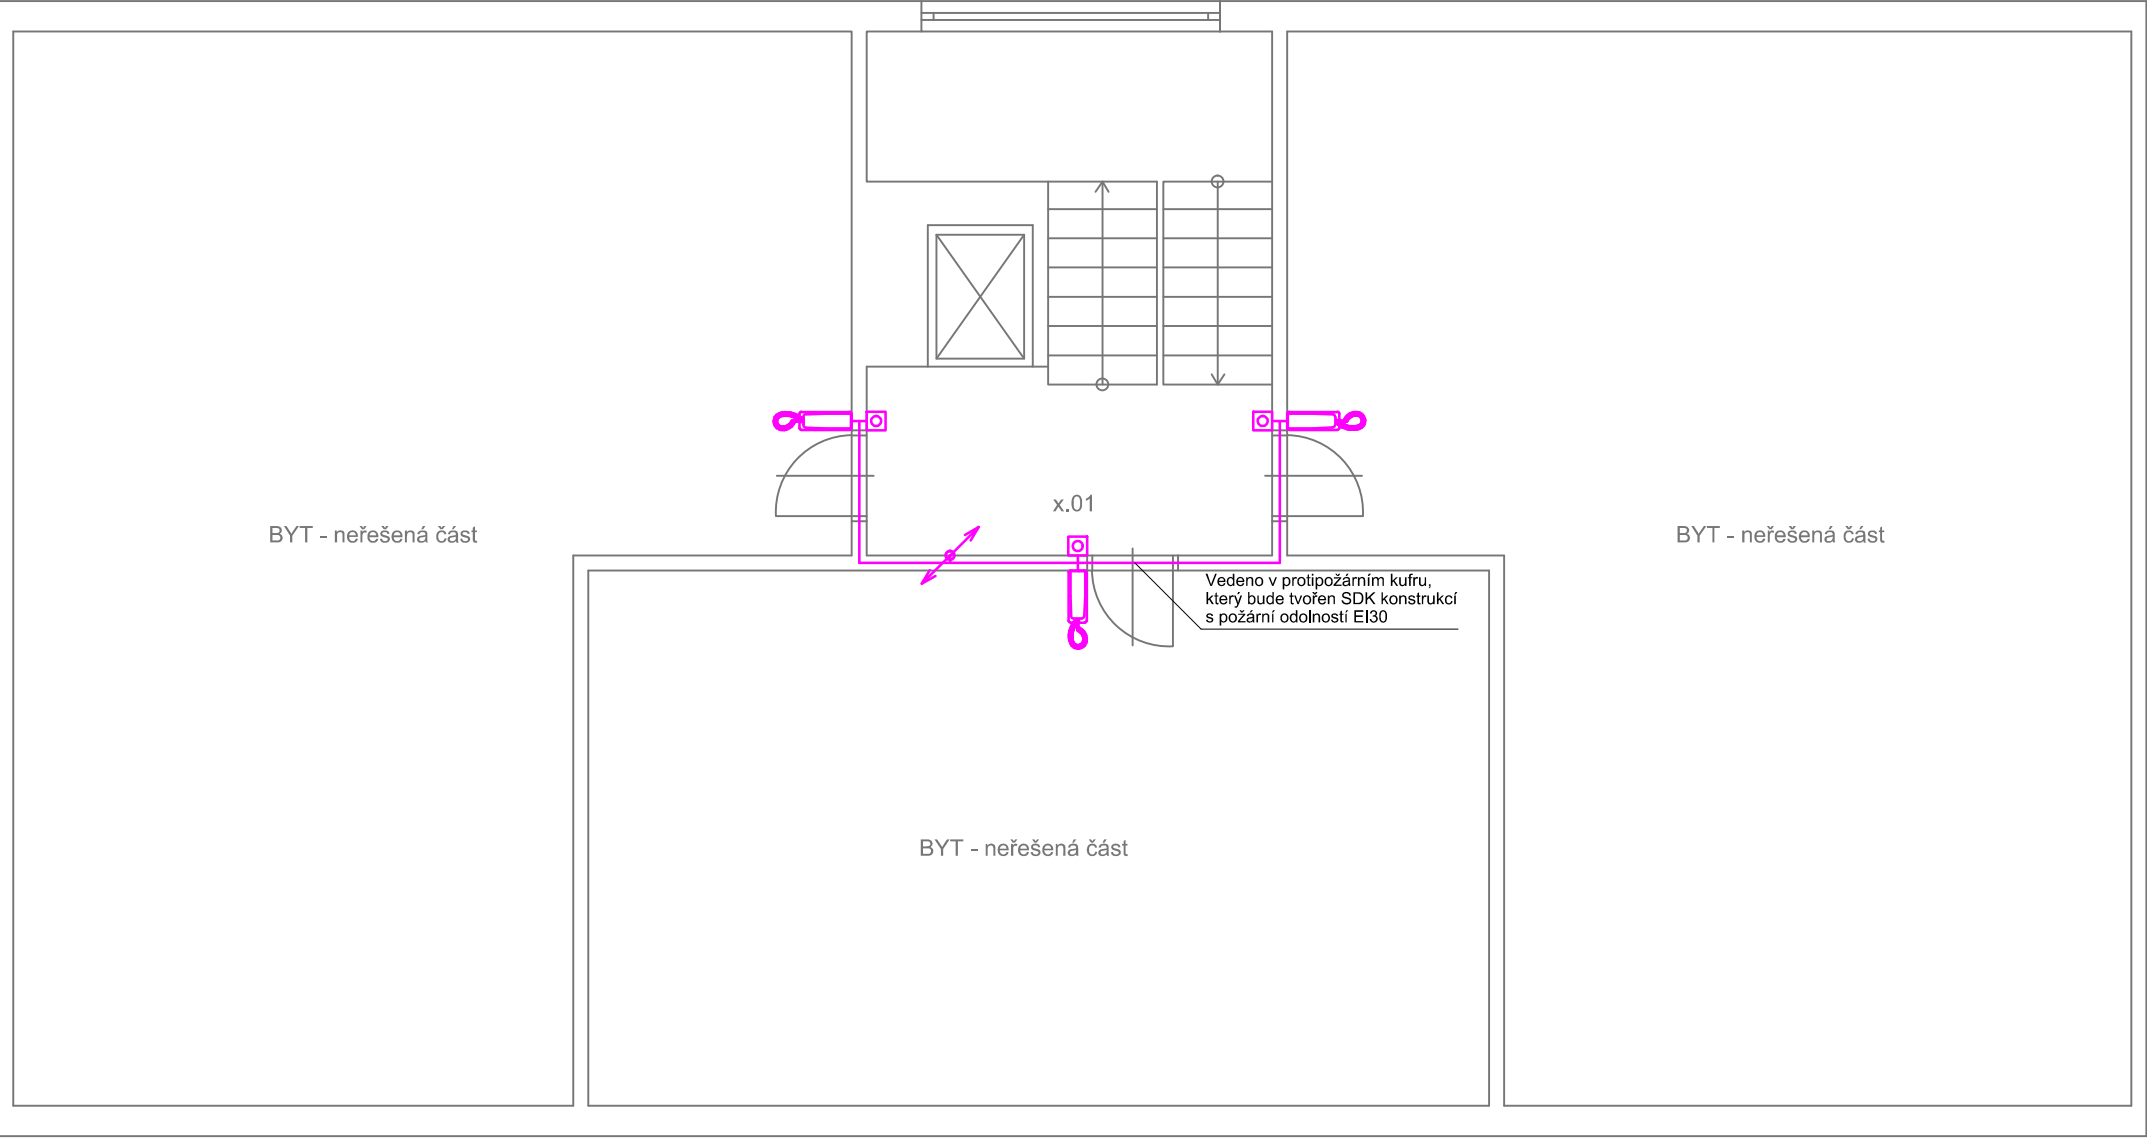 x.01
BYT - neřešená část
BYT - neřešená část
Vedeno v protipožárním kufru,
který bude tvořen SDK konstrukcí
s požární odolností EI30
BYT - neřešená část